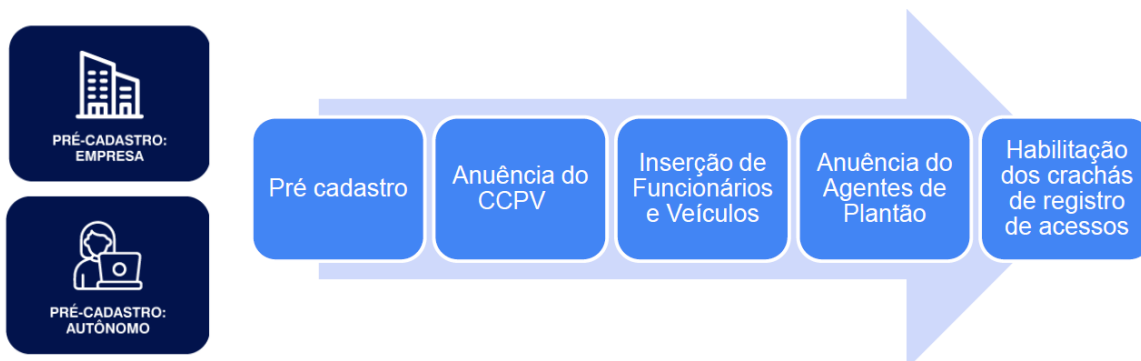 PRÉ-CADASTRO:
EMPRESA
PRÉ-CADASTRO:
AUTÔNOMO
Pré cadastro
Anuência do
CCPV
Inserção de
Funcionários
e Veículos
Anuência do
Agentes de
Plantão
Habilitação
dos crachás
de registro
de acessos